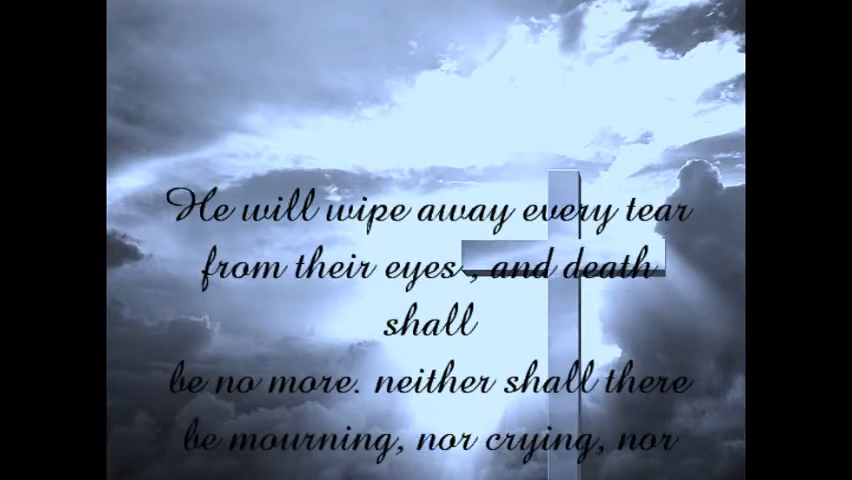 He will wipe away every tear
from their eyes , and death
shall
be no more. neither shall there
be mourning, nor crying, nor